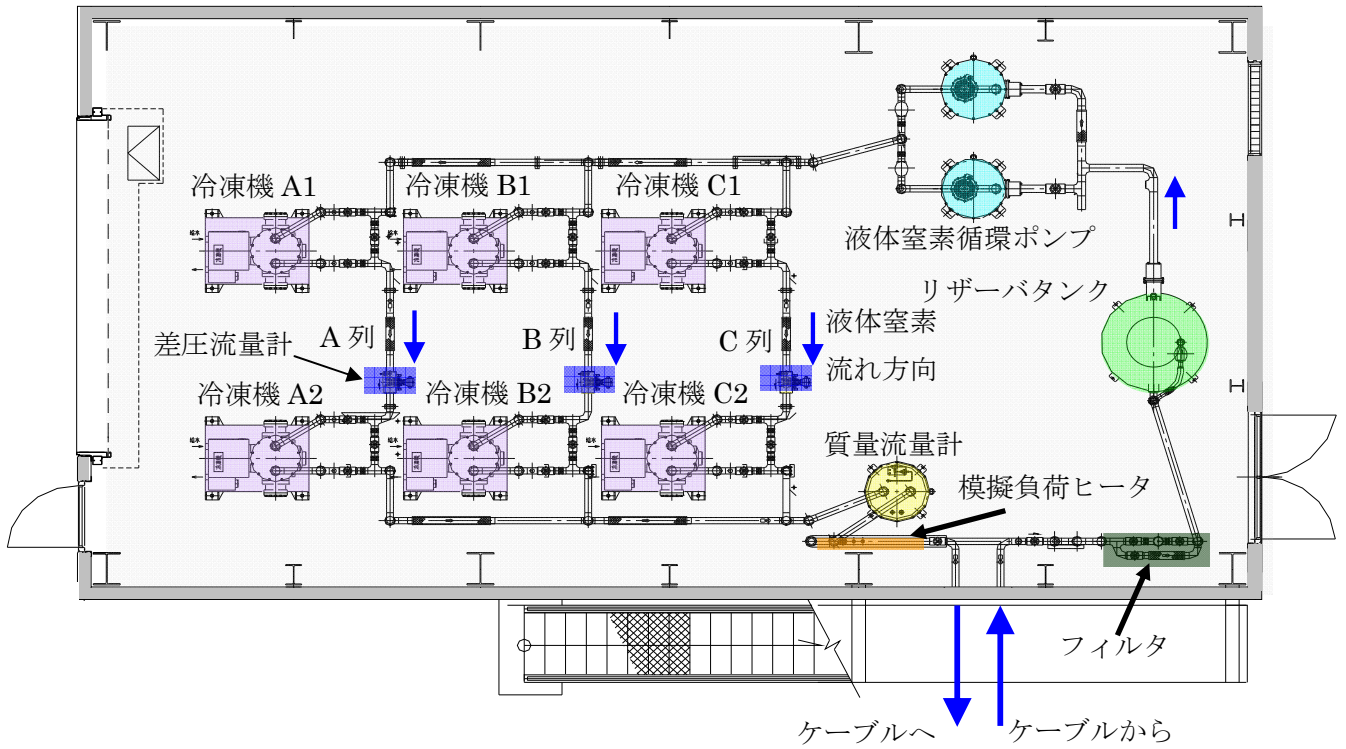 冷凍機 A1
冷凍機 B1
冷凍機 C1
液体窒素循環ポンプ
リザーバタンク
差圧流量計
A 列
B 列
C 列
液体窒素
流れ方向
冷凍機 A2
冷凍機 B2
冷凍機 C2
質量流量計
模擬負荷ヒータ
フィルタ
ケーブルへ
ケーブルから